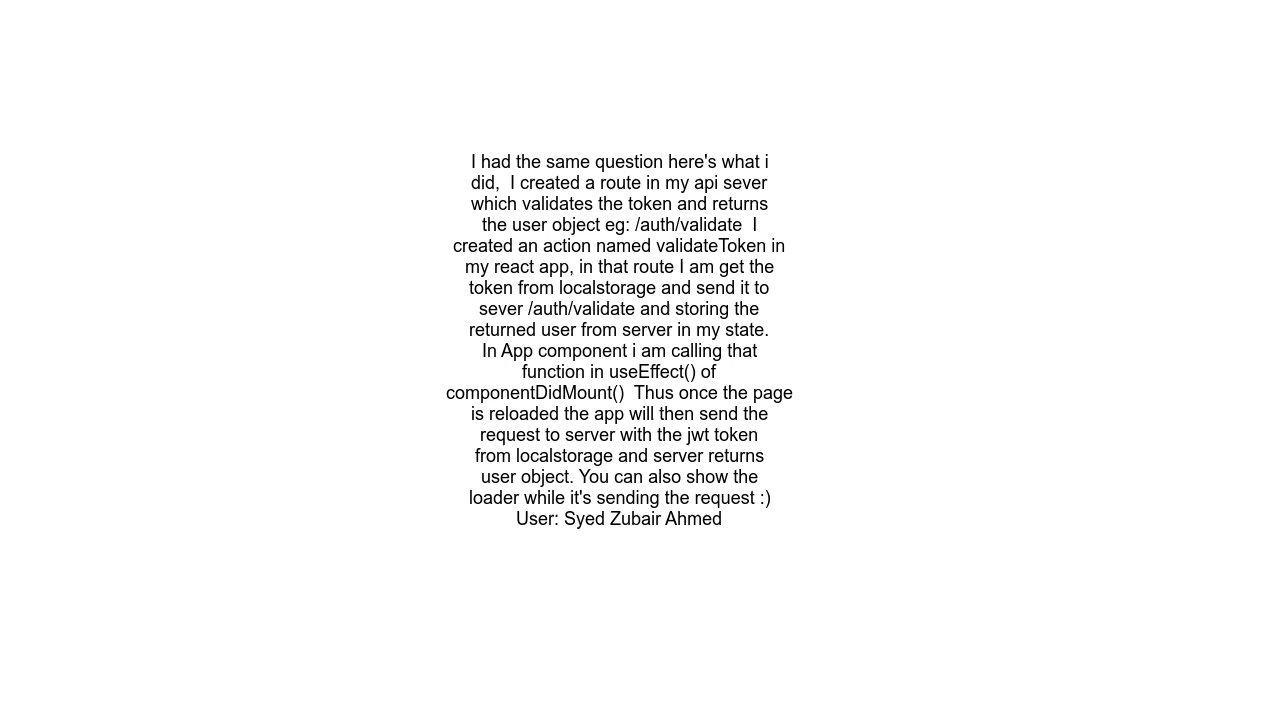 I had the same question here's what i
did,  I created a route in my api sever
which validates the token and returns
the user object eg: /auth/validate  I
created an action named validateToken in
my react app, in that route I am get the
token from localstorage and send it to
sever /auth/validate and storing the
returned user from server in my state.
In App component i am calling that
function in useEffect() of
componentDidMount()  Thus once the page
is reloaded the app will then send the
request to server with the jwt token
from localstorage and server returns
user object. You can also show the
loader while it's sending the request :)
User: Syed Zubair Ahmed